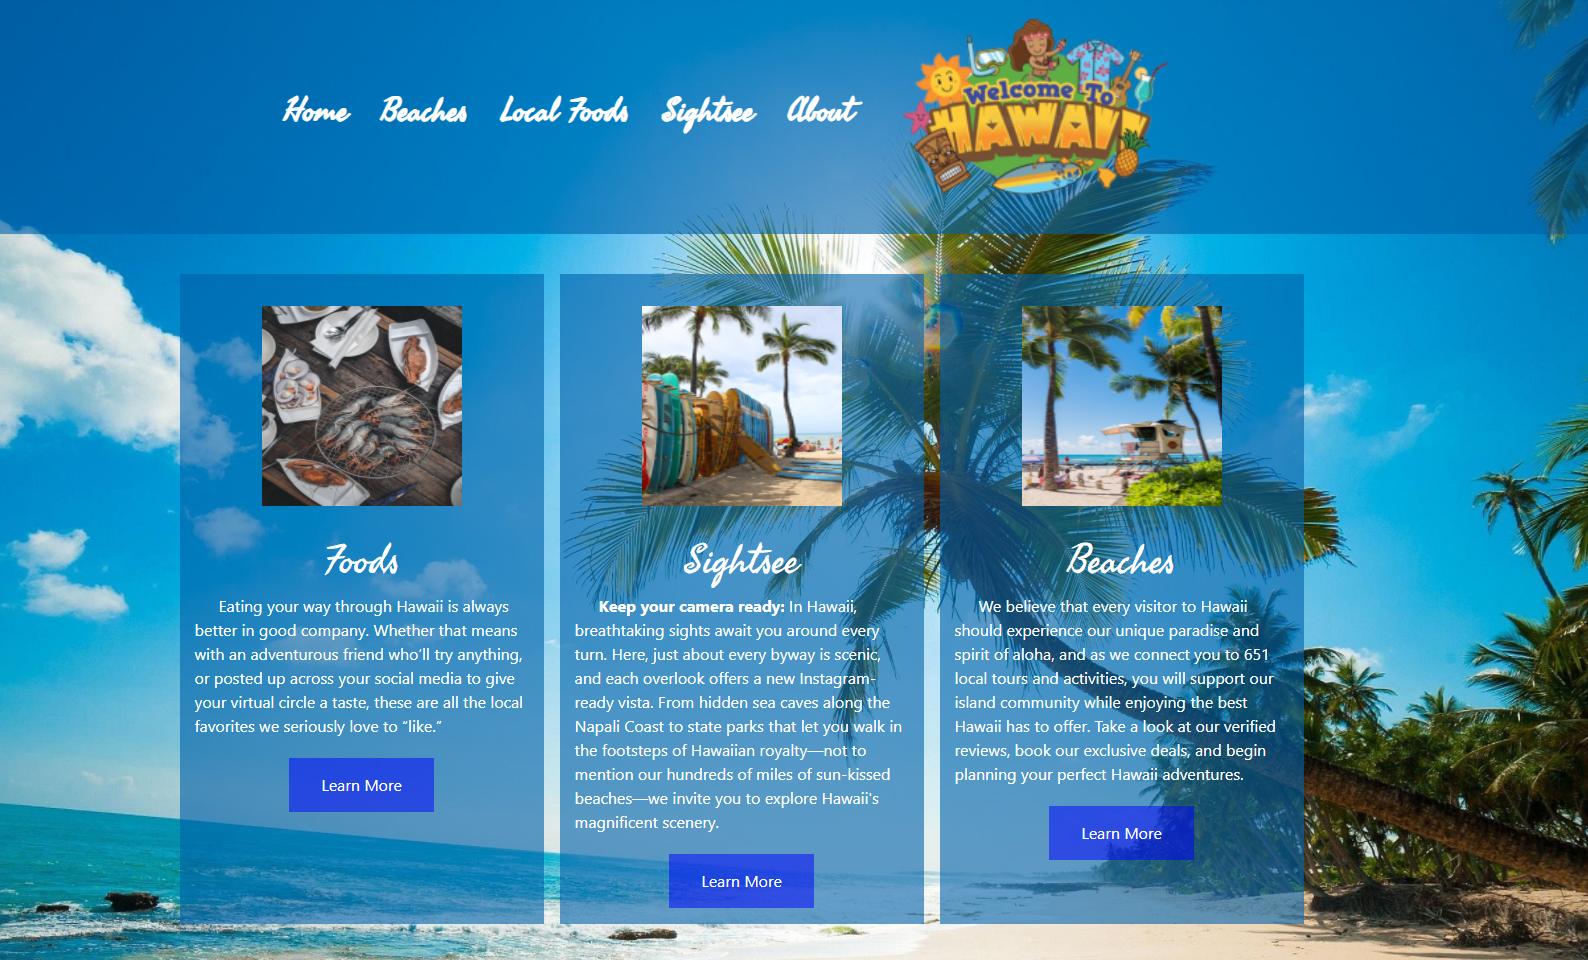 Home Beaches Local Foods Sightsee About
Welcome To
HAWAII
Foods
Eating your way through Hawaii is always
better in good company. Whether that means
with an adventurous friend who’ll try anything,
or posted up across your social media to give
your virtual circle a taste, these are all the local
favorites we seriously love to “like.”
Learn More
Sightsee
Keep your camera ready: In Hawaii,
breathtaking sights await you around every
turn. Here, just about every byway is scenic,
and each overlook offers a new Instagram-
ready vista. From hidden sea caves along the
Napali Coast to state parks that let you walk in
the footsteps of Hawaiian royalty—not to
mention our hundreds of miles of sun-kissed
beaches—we invite you to explore Hawaii's
magnificent scenery.
Learn More
Beaches
We believe that every visitor to Hawaii
should experience our unique paradise and
spirit of aloha, and as we connect you to 651
local tours and activities, you will support our
island community while enjoying the best
Hawaii has to offer. Take a look at our verified
reviews, book our exclusive deals, and begin
planning your perfect Hawaii adventures.
Learn More